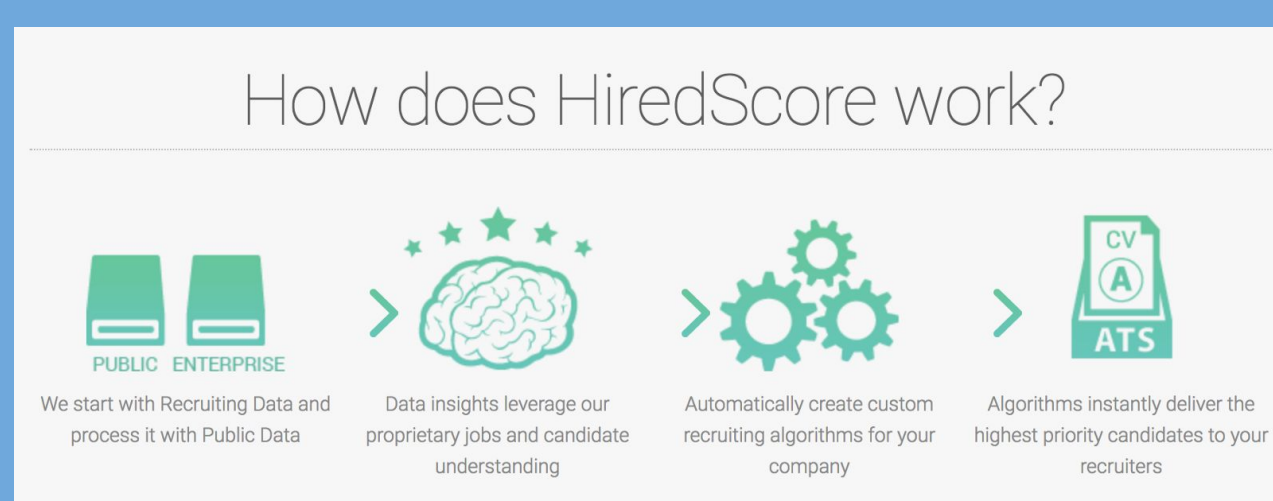 How does HiredScore work?
PUBLIC ENTERPRISE
We start with Recruiting Data and
process it with Public Data
Data insights leverage our
proprietary jobs and candidate
understanding
Automatically create custom
recruiting algorithms for your
company
CV
A
ATS
Algorithms instantly deliver the
highest priority candidates to your
recruiters